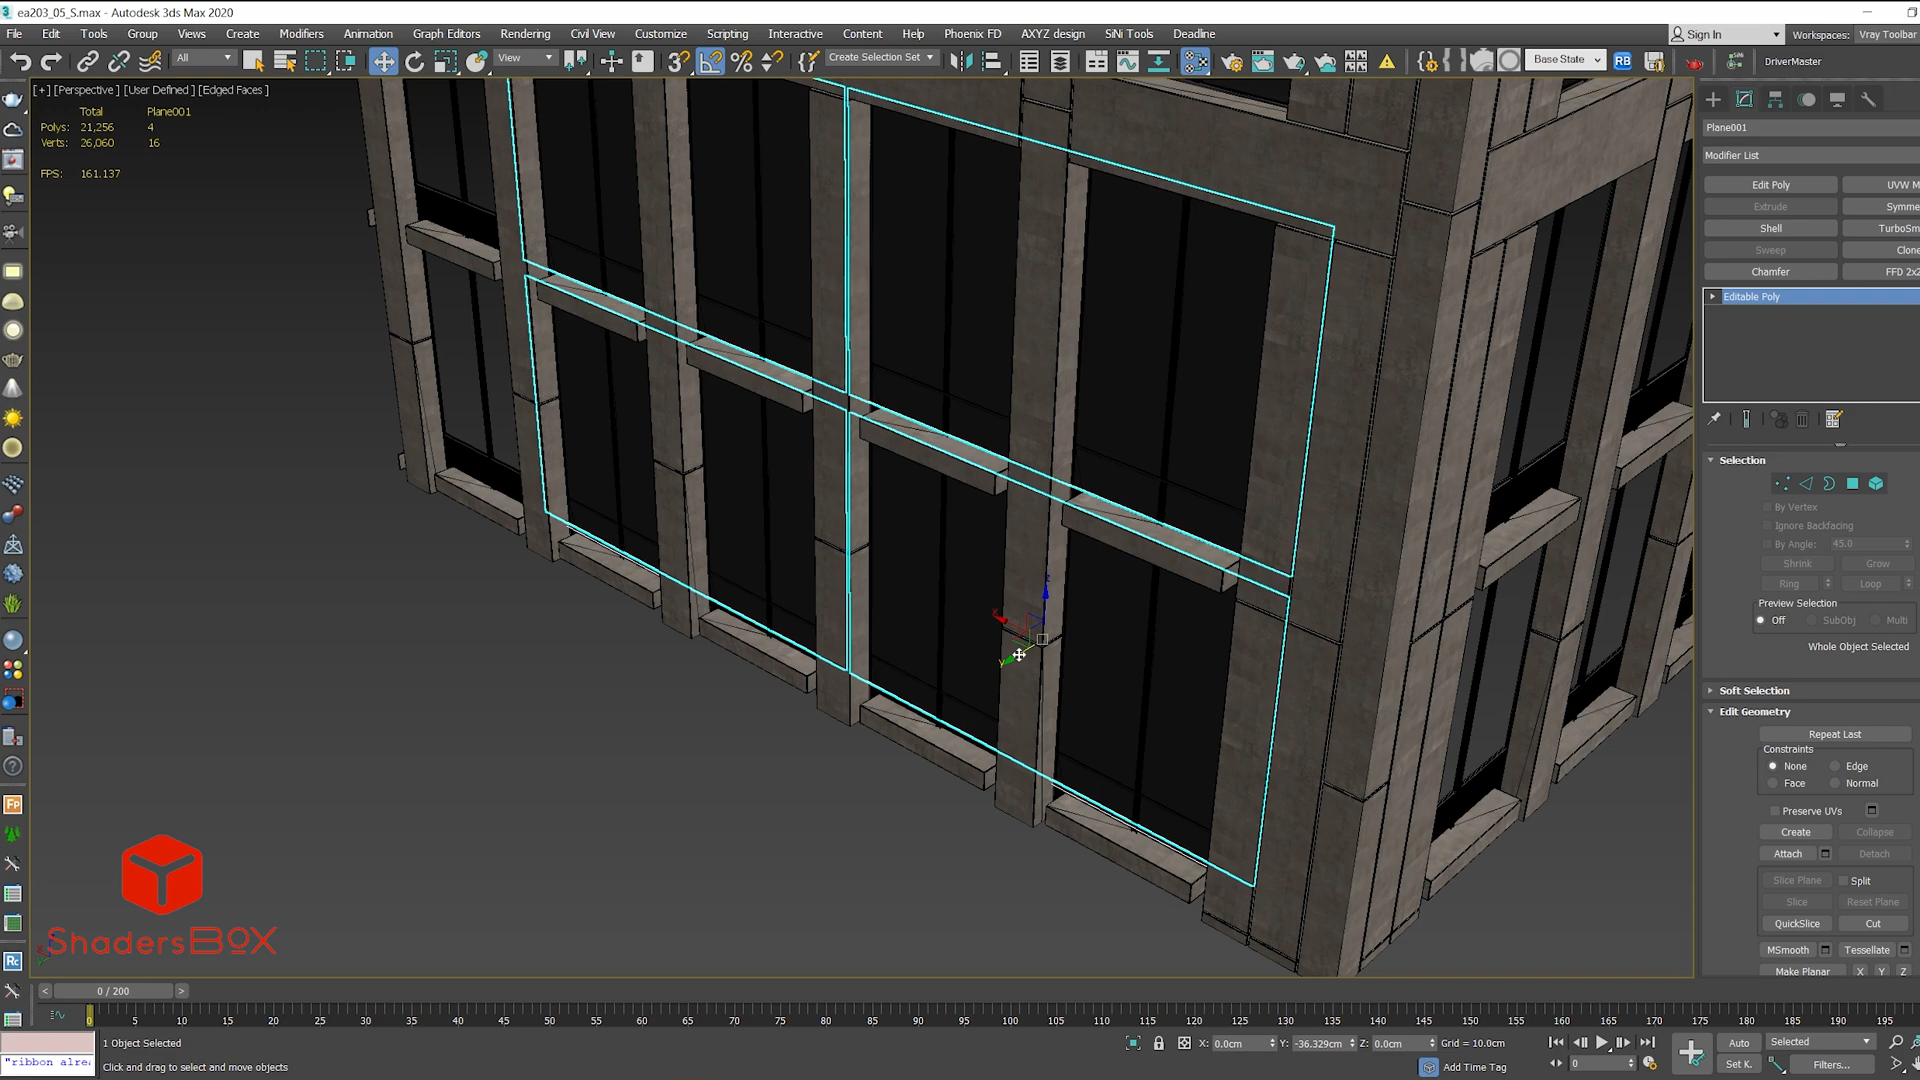 ea203_05_S.max - Autodesk 3ds Max 2020
File Edit Tools Group Views Create Modifiers Animation Graph Editors Rendering Civil View Customize Scripting Interactive Content Help Phoenix FD AXYZ design SiNi Tools Deadline
Sign In Workspaces: Vray Toolbar
All View Create Selection Set Base State RB DriverMaster
[+] [Perspective ] [User Defined ] [Edged Faces ]
Total Plane001
Polys: 21,256 4
Verts: 26,060 16
FPS: 161.137
Plane001
Modifier List
Edit Poly UVW M
Extrude Symme
Shell TurboSm
Sweep Clone
Chamfer FFD 2x2
Editable Poly
Selection
By Vertex
Ignore Backfacing
By Angle: 45.0
Shrink Grow
Ring Loop
Preview Selection
Off SubObj Multi
Whole Object Selected
Soft Selection
Edit Geometry
Repeat Last
Constraints
None Edge
Face Normal
Preserve UVs
Create Collapse
Attach Detach
Slice Plane Split
Slice Reset Plane
QuickSlice Cut
MSmooth Tessellate
Make Planar X Y Z
x y z
Fp
Rc
ShadersBOX
0 / 200
0 5 10 15 20 25 30 35 40 45 50 55 60 65 70 75 80 85 90 95 100 105 110 115 120 125 130 135 140 145 150 155 160 165 170 175 180 185 190 195
1 Object Selected X: 0.0cm Y: -36.329cm Z: 0.0cm Grid = 10.0cm Auto Selected
"ribbon alrea Click and drag to select and move objects Add Time Tag 0 Set K. Filters...